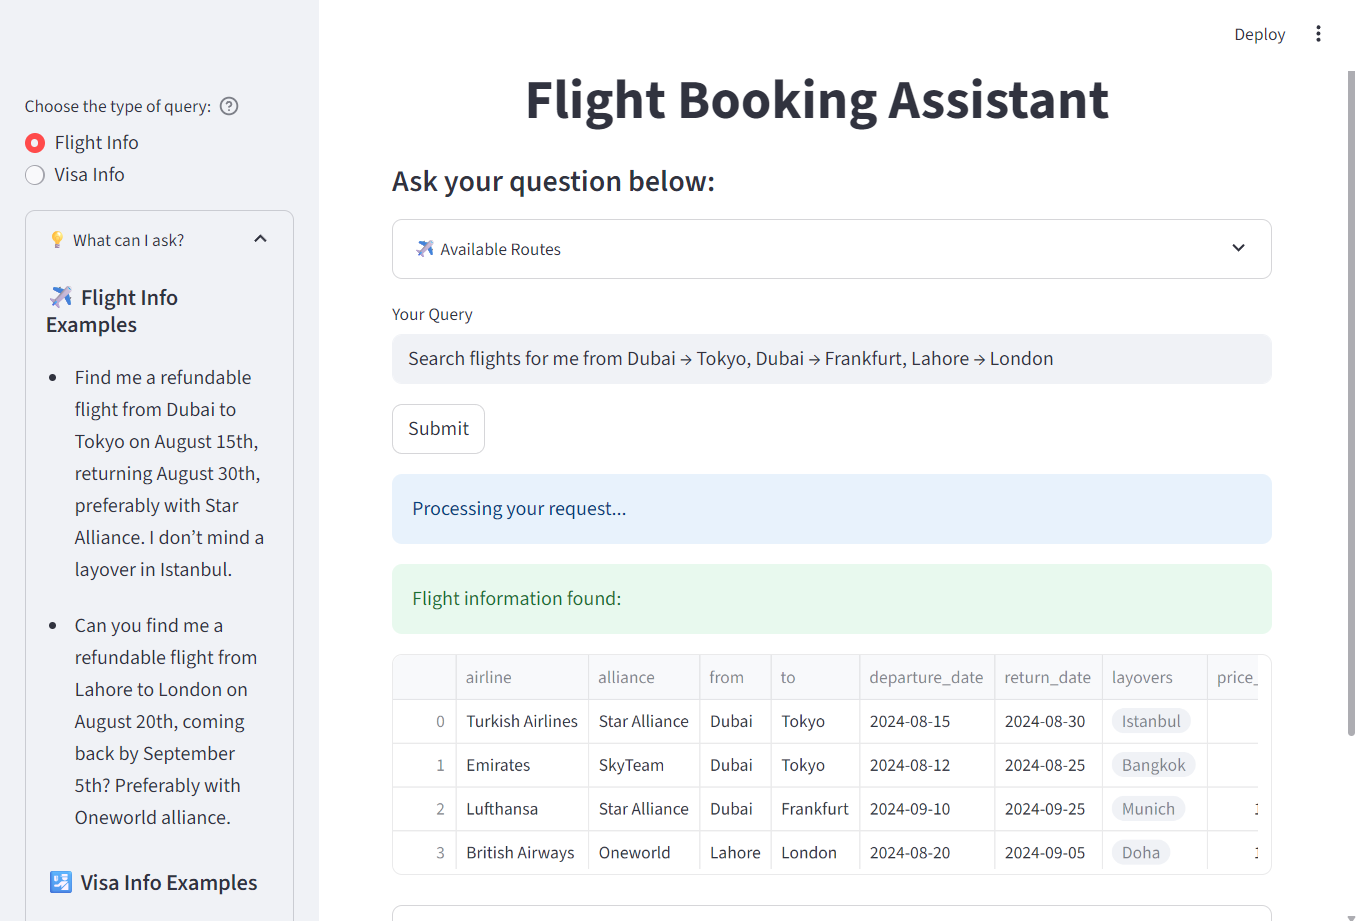 Deploy
Choose the type of query:
Flight Info
Visa Info
What can I ask?
Flight Info
Examples
Find me a refundable
flight from Dubai to
Tokyo on August 15th,
returning August 30th,
preferably with Star
Alliance. I don’t mind a
layover in Istanbul.
Can you find me a
refundable flight from
Lahore to London on
August 20th, coming
back by September
5th? Preferably with
Oneworld alliance.
Visa Info Examples
Flight Booking Assistant
Ask your question below:
Available Routes
Your Query
Search flights for me from Dubai → Tokyo, Dubai → Frankfurt, Lahore → London
Submit
Processing your request...
Flight information found:
airline alliance from to departure_date return_date layovers price_
0 Turkish Airlines Star Alliance Dubai Tokyo 2024-08-15 2024-08-30 Istanbul
1 Emirates SkyTeam Dubai Tokyo 2024-08-12 2024-08-25 Bangkok
2 Lufthansa Star Alliance Dubai Frankfurt 2024-09-10 2024-09-25 Munich
3 British Airways Oneworld Lahore London 2024-08-20 2024-09-05 Doha